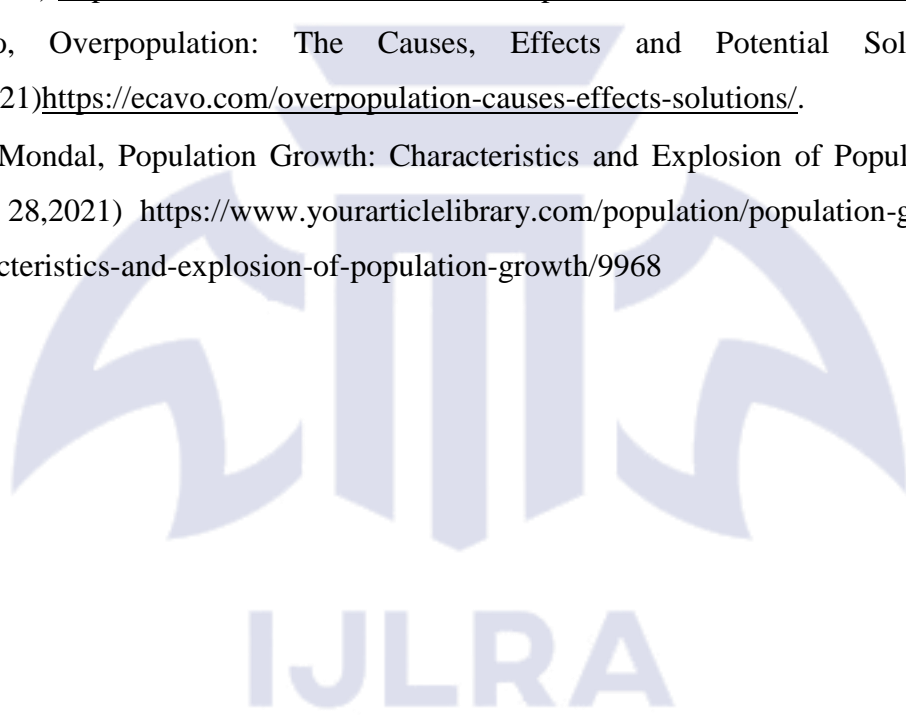 o, Overpopulation: The Causes, Effects and Potential Sol
21)https://ecavo.com/overpopulation-causes-effects-solutions/.
Mondal, Population Growth: Characteristics and Explosion of Popul
28,2021) https://www.yourarticlelibrary.com/population/population-g
cteristics-and-explosion-of-population-growth/9968
IJLRA